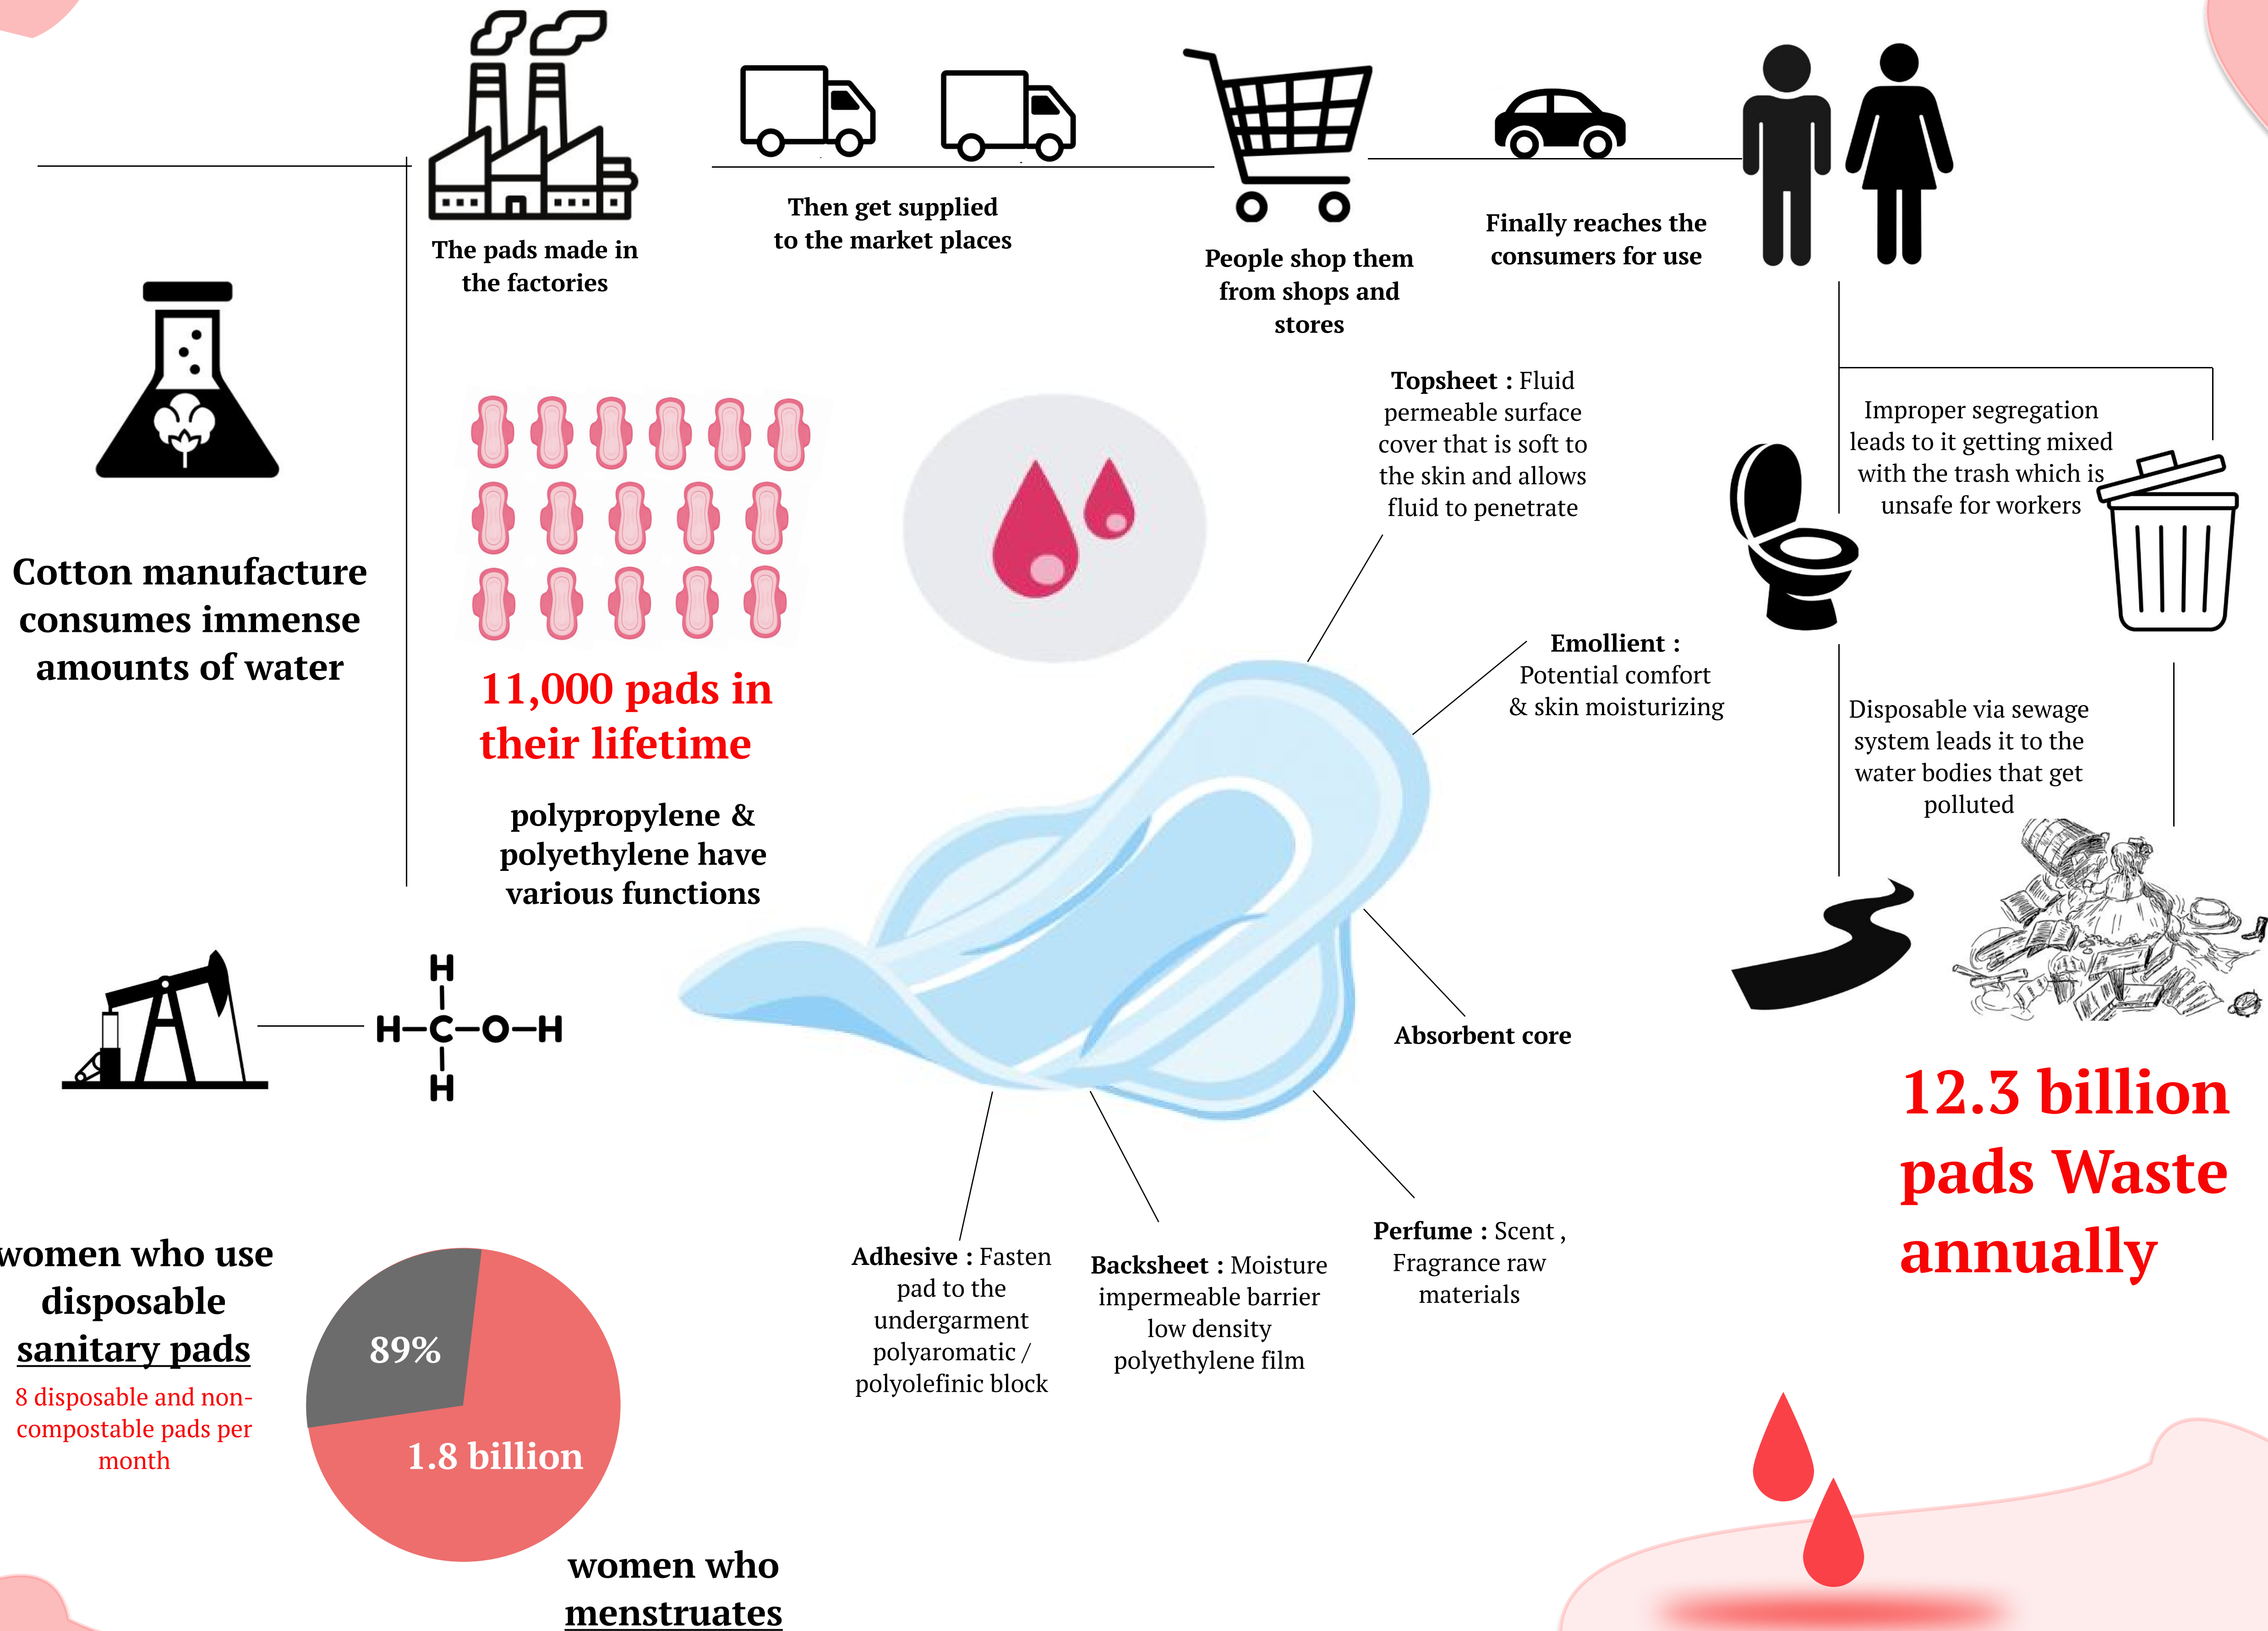 The pads made in
the factories
Then get supplied
to the market places
People shop them
from shops and
stores
Finally reaches the
consumers for use
Cotton manufacture
consumes immense
amounts of water
11,000 pads in
their lifetime
polypropylene &
polyethylene have
various functions
H
H-C-O-H
H
Topsheet : Fluid
permeable surface
cover that is soft to
the skin and allows
fluid to penetrate
Emollient :
Potential comfort
& skin moisturizing
Absorbent core
Perfume : Scent ,
Fragrance raw
materials
Backsheet : Moisture
impermeable barrier
low density
polyethylene film
Adhesive : Fasten
pad to the
undergarment
polyaromatic /
polyolefinic block
Improper segregation
leads to it getting mixed
with the trash which is
unsafe for workers
Disposable via sewage
system leads it to the
water bodies that get
polluted
12.3 billion
pads Waste
annually
women who use
disposable
sanitary pads
8 disposable and non-
compostable pads per
month
89%
1.8 billion
women who
menstruates